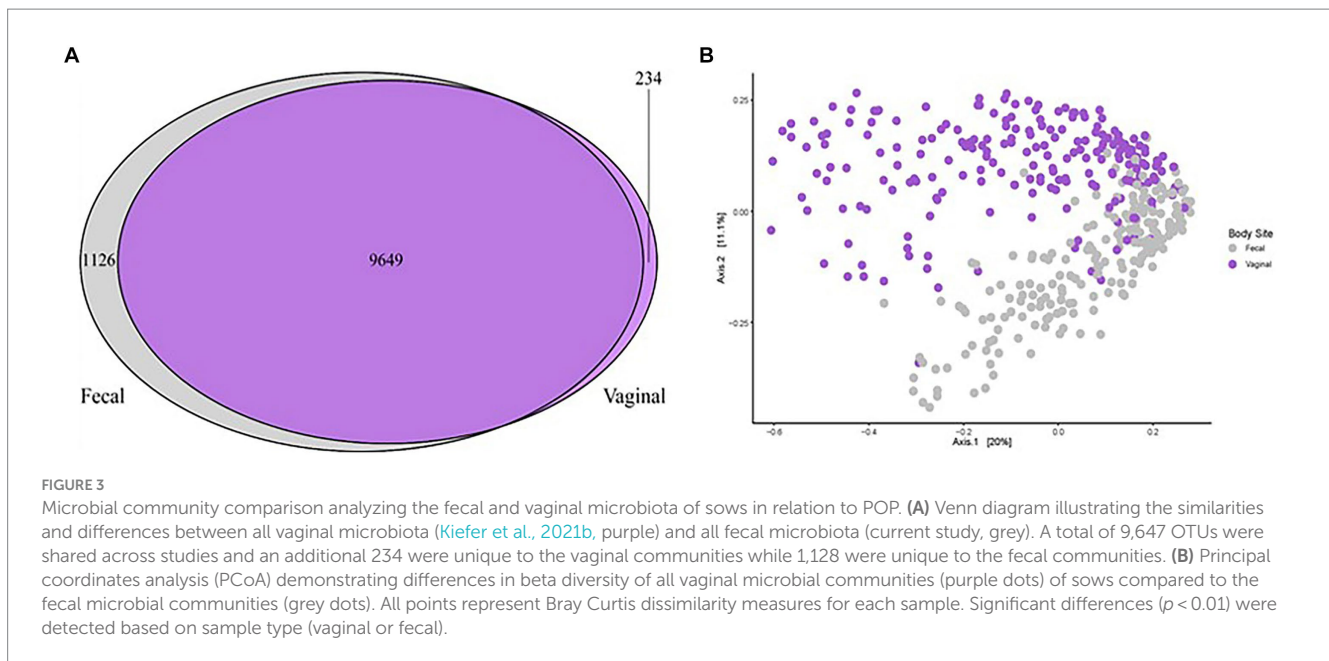 A
234
1126
9649
Fecal
Vaginal
B
0.25
0.00
−0.25
Axis.2 [11.1%]
−0.6
−0.4
−0.2
0.0
0.2
Axis.1 [20%]
Body Site
Fecal
Vaginal
FIGURE 3
Microbial community comparison analyzing the fecal and vaginal microbiota of sows in relation to POP. (A) Venn diagram illustrating the similarities
and differences between all vaginal microbiota (Kiefer et al., 2021b, purple) and all fecal microbiota (current study, grey). A total of 9,647 OTUs were
shared across studies and an additional 234 were unique to the vaginal communities while 1,128 were unique to the fecal communities. (B) Principal
coordinates analysis (PCoA) demonstrating differences in beta diversity of all vaginal microbial communities (purple dots) of sows compared to the
fecal microbial communities (grey dots). All points represent Bray Curtis dissimilarity measures for each sample. Significant differences (p < 0.01) were
detected based on sample type (vaginal or fecal).